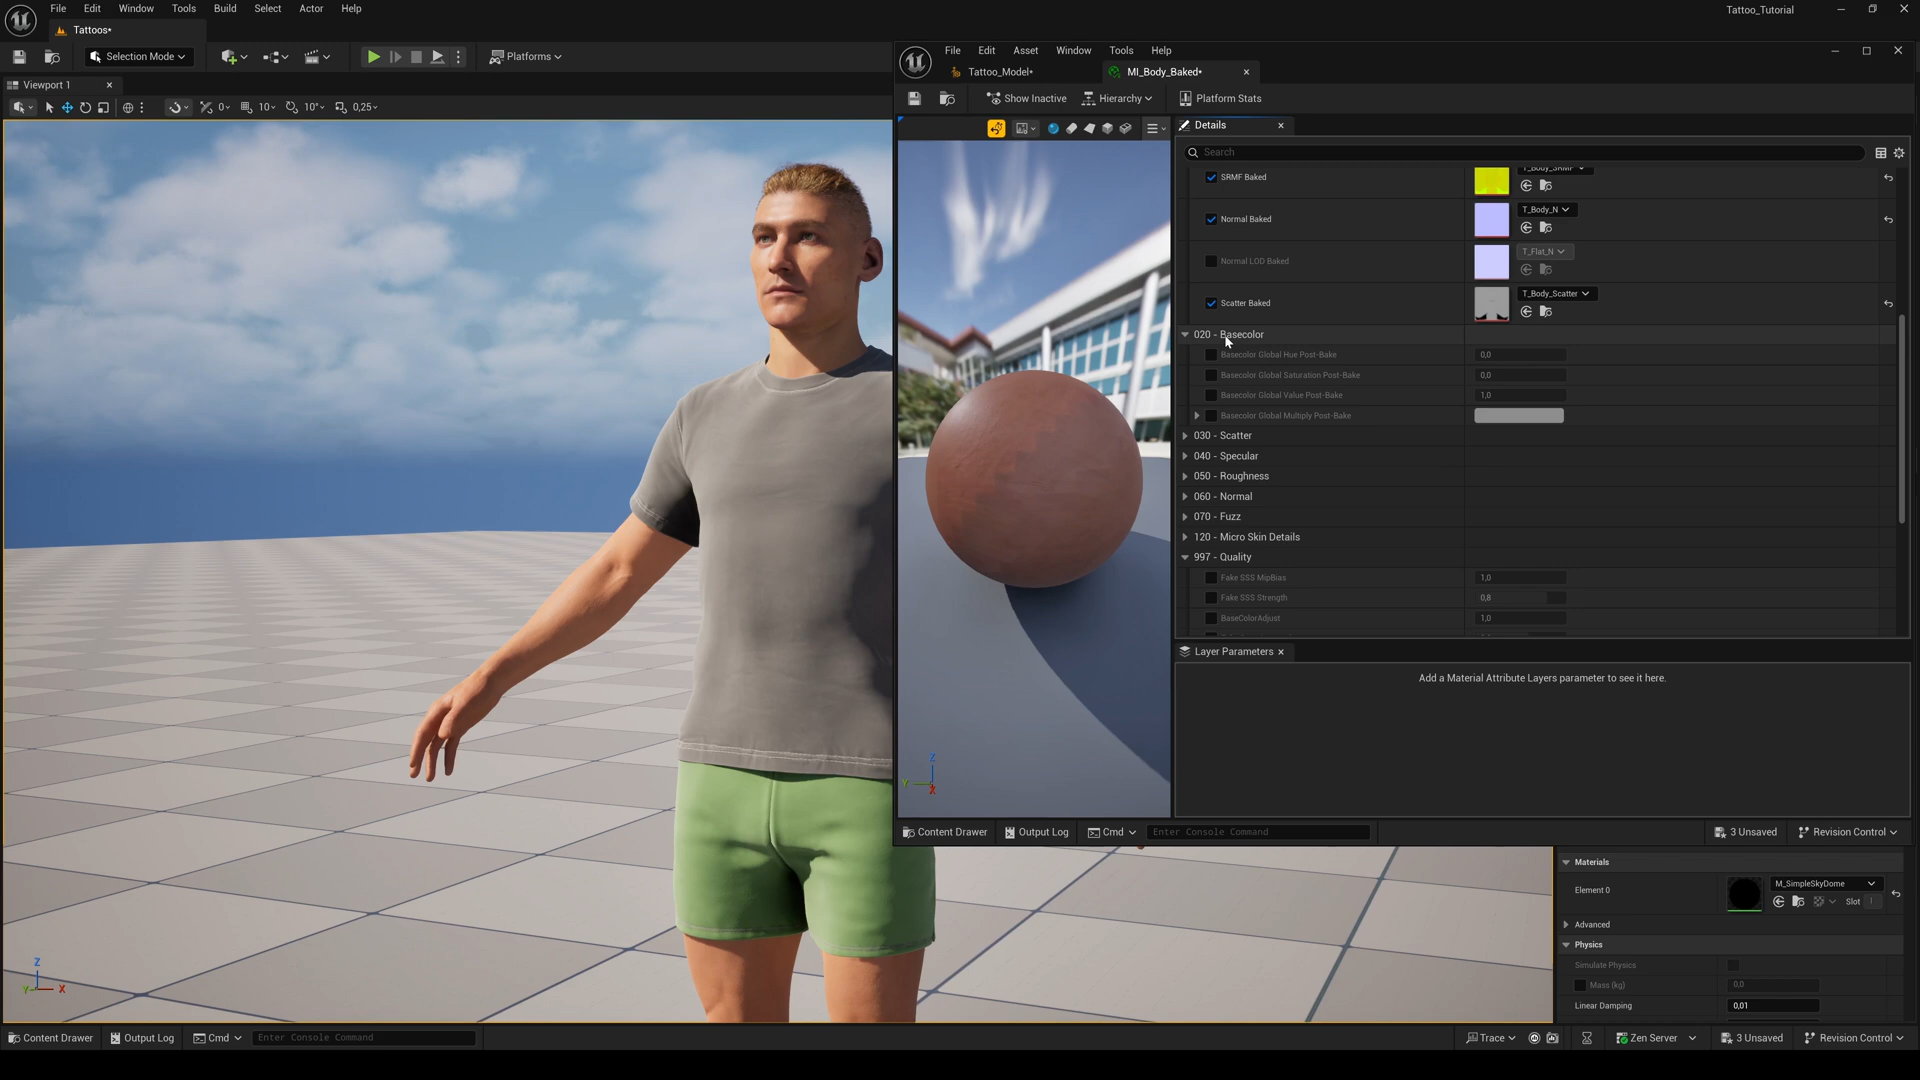 File Edit Window Tools Build Select Actor Help
Tattoo_Tutorial
Tattoos*
Selection Mode
Platforms
Viewport 1
0 10 10° 0,25
File Edit Asset Window Tools Help
Tattoo_Model* MI_Body_Baked*
Show Inactive Hierarchy Platform Stats
Details
Search
SRMF Baked
T_Body_SRMF
Normal Baked
T_Body_N
Normal LOD Baked
T_Flat_N
Scatter Baked
T_Body_Scatter
020 - Basecolor
Basecolor Global Hue Post-Bake 0,0
Basecolor Global Saturation Post-Bake 0,0
Basecolor Global Value Post-Bake 1,0
Basecolor Global Multiply Post-Bake
030 - Scatter
040 - Specular
050 - Roughness
060 - Normal
070 - Fuzz
120 - Micro Skin Details
997 - Quality
Fake SSS MipBias 1,0
Fake SSS Strength 0,8
BaseColorAdjust 1,0
Layer Parameters
Add a Material Attribute Layers parameter to see it here.
Z
Y
X
Content Drawer Output Log Cmd Enter Console Command 3 Unsaved Revision Control
Materials
Element 0
M_SimpleSkyDome
Slot
Advanced
Physics
Simulate Physics
Mass (kg) 0,0
Linear Damping 0,01
Z
Y X
Content Drawer Output Log Cmd Enter Console Command Trace Zen Server 3 Unsaved Revision Control